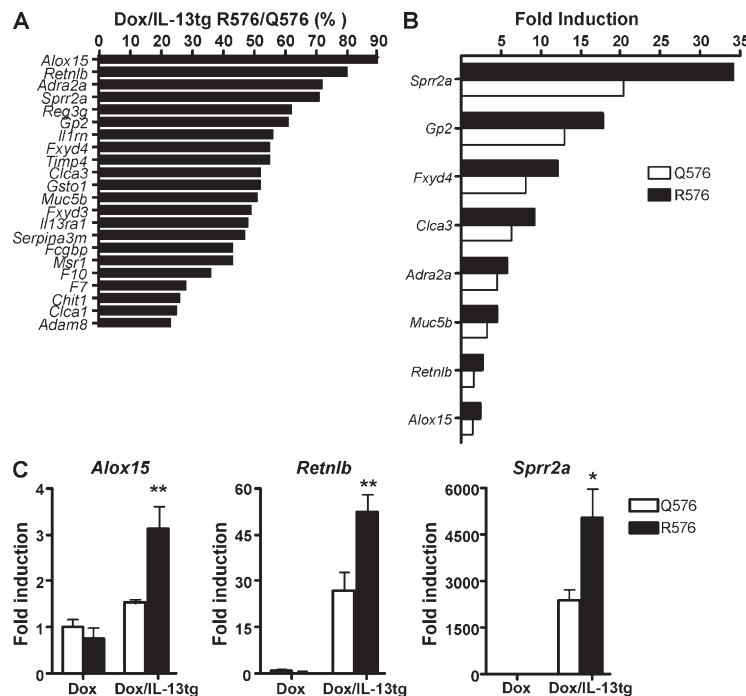 A
Dox/IL-13tg R576/Q576 (% )
0 10 20 30 40 50 60 70 80 90
Alox15
Retnlb
Adra2a
Sprr2a
Reg3g
Gp2
Il1rn
Fxyd4
Timp4
Clca3
Gsto1
Muc5b
Fxyd3
Il13ra1
Serpina3m
Fcgbp
Msr1
F10
F7
Chit1
Clca1
Adam8
B
Fold Induction
5 10 15 20 25 30 35
Sprr2a
Gp2
Fxyd4
Clca3
Adra2a
Muc5b
Retnlb
Alox15
Q576
R576
C
Alox15
Fold induction
4
3
2
1
0
**
Dox Dox/IL-13tg
Retnlb
Fold induction
60
45
30
15
0
**
Dox Dox/IL-13tg
Sprr2a
Fold induction
6000
4500
3000
1500
0
*
Dox Dox/IL-13tg
Q576
R576